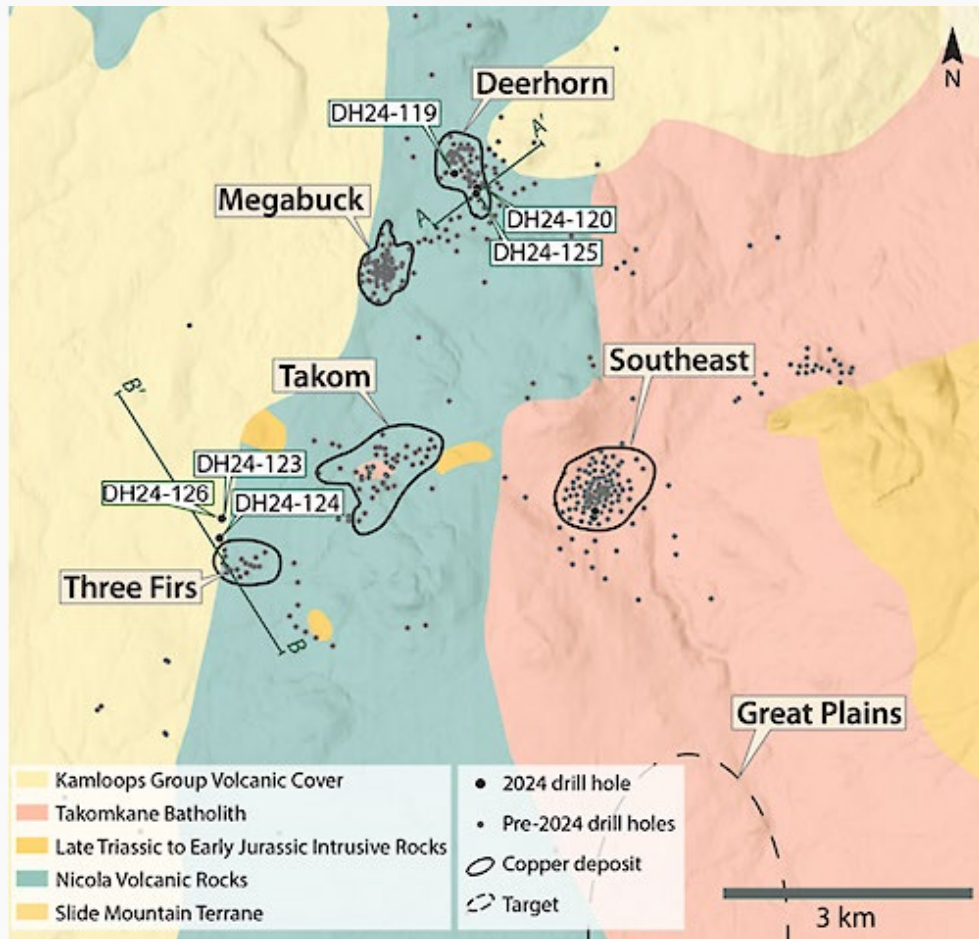 N
Deerhorn
DH24-119
A'
Megabuck
A
DH24-120
DH24-125
Southeast
Takom
B'
DH24-123
DH24-126
DH24-124
Three Firs
B
Great Plains
Kamloops Group Volcanic Cover
Takomkane Batholith
Late Triassic to Early Jurassic Intrusive Rocks
Nicola Volcanic Rocks
Slide Mountain Terrane
2024 drill hole
Pre-2024 drill holes
Copper deposit
Target
3 km